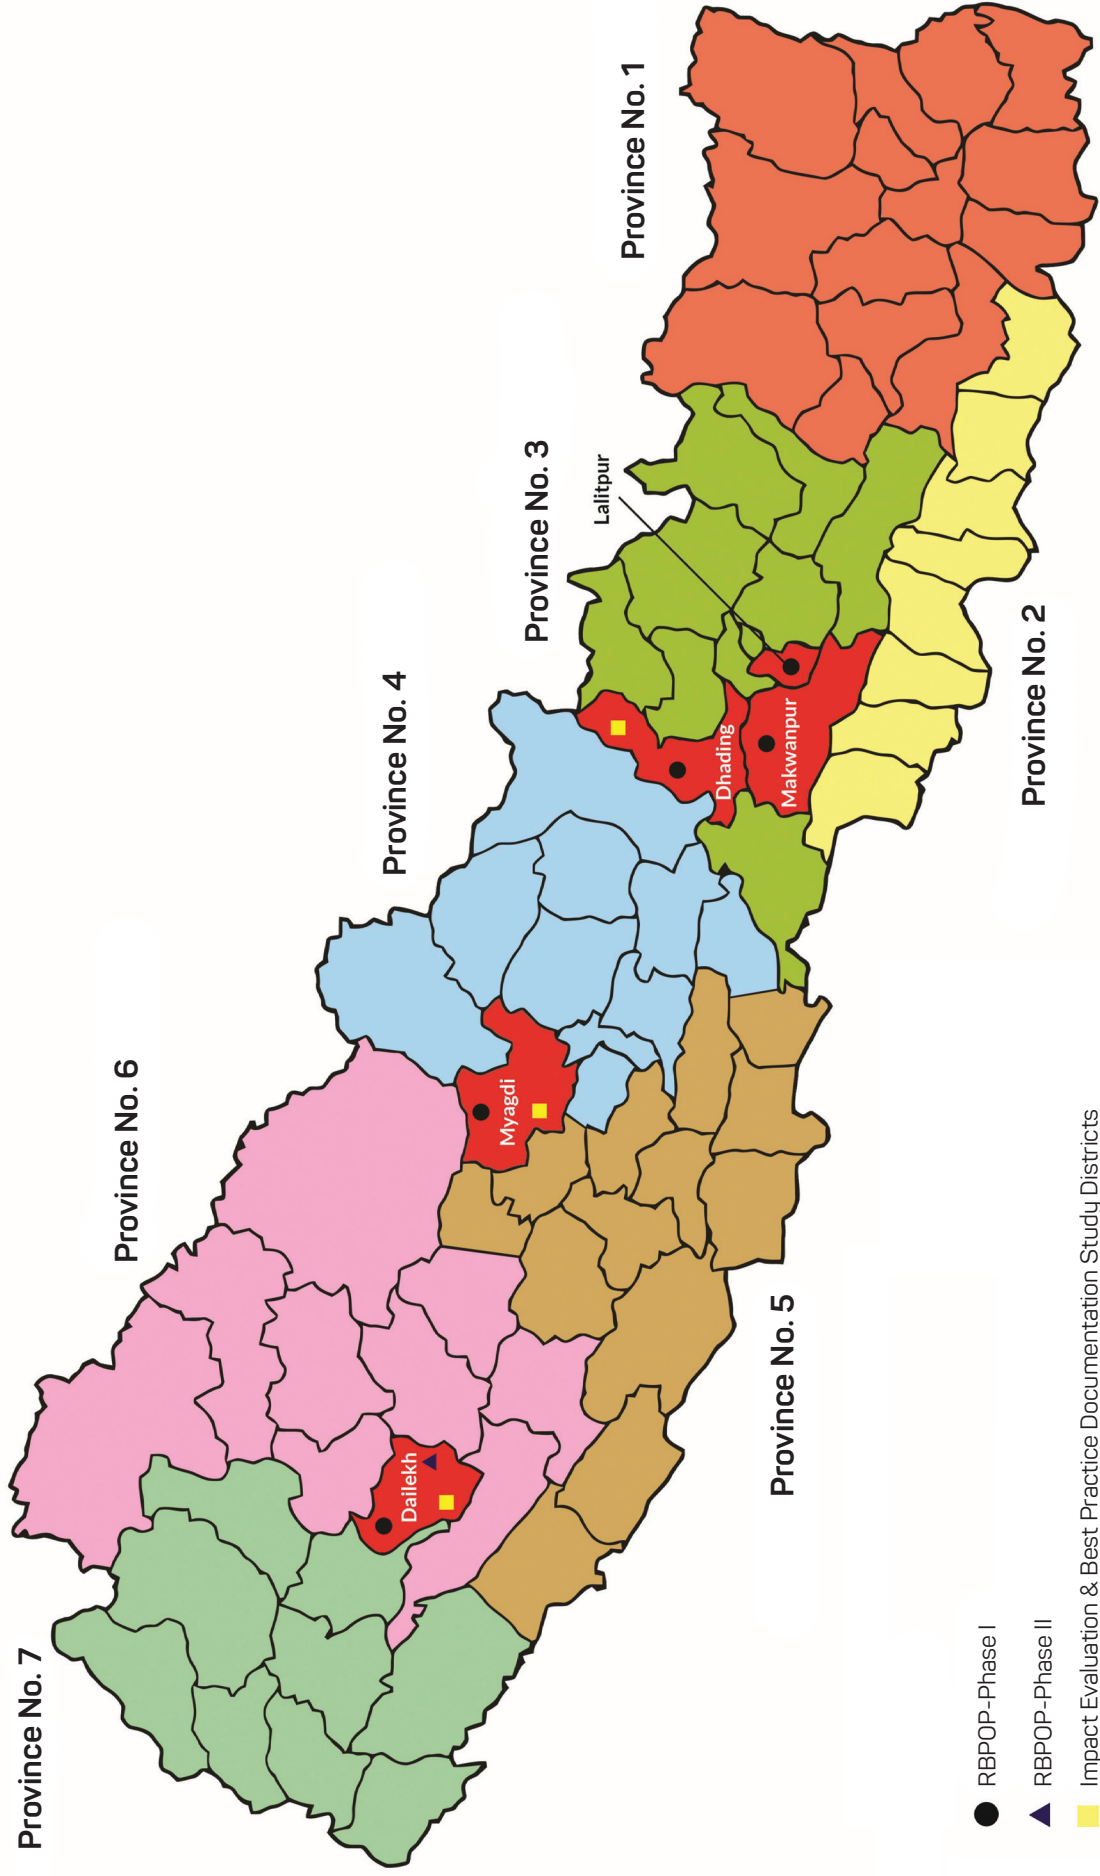 Province No. 7
Province No. 6
Province No. 4
Province No. 3
Province No. 1
Lalitpur
Dailekh
Myagdi
Dhading
Makwanpur
Province No. 5
Province No. 2
RBPOP-Phase I
RBPOP-Phase II
Impact Evaluation & Best Practice Documentation Study Districts